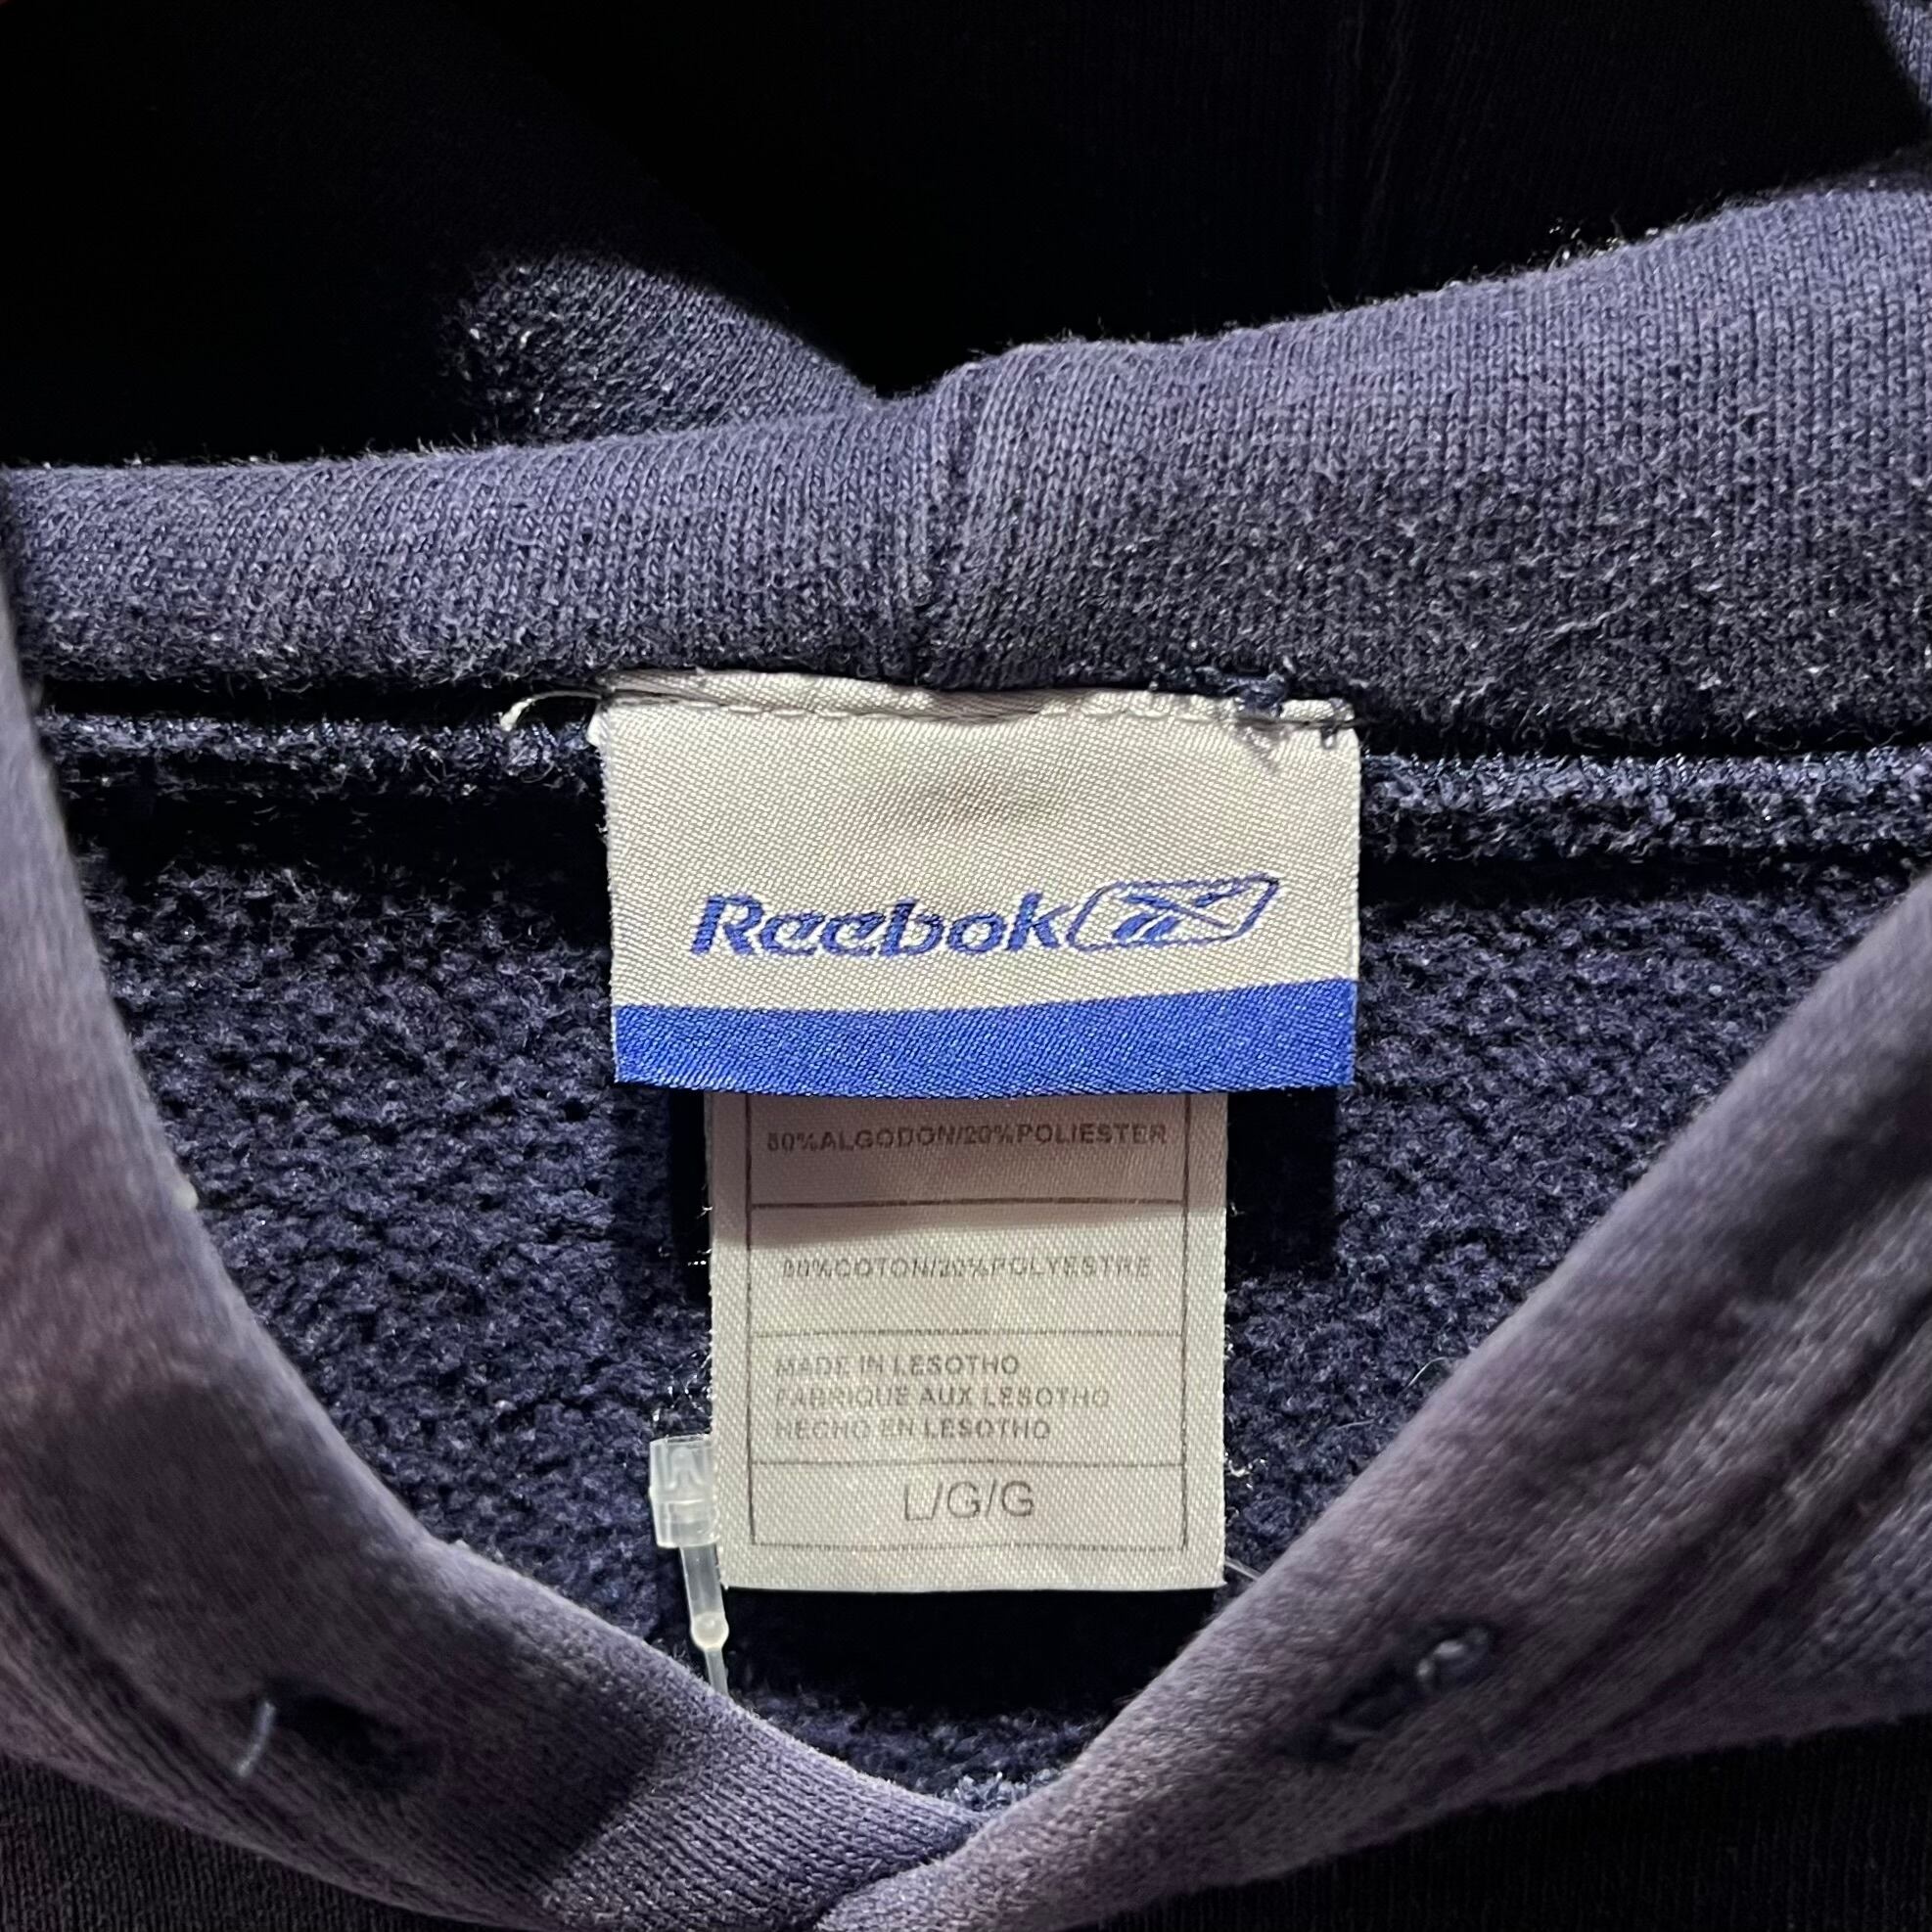 Reebok
80%ALGODON/20%POLIESTER
80%COTON/20%POLYESTRE
MADE IN LESOTHO
FABRIQUE AUX LESOTHO
HECHO EN LESOTHO
L/G/G